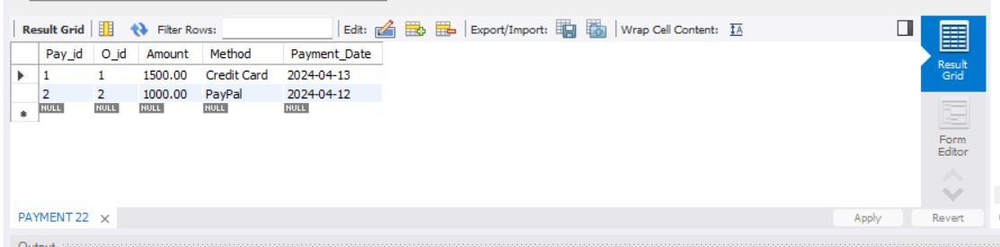 Result Grid Filter Rows: Edit: Export/Import: Wrap Cell Content: IA
Pay_id O_id Amount Method Payment_Date
1 1 1500.00 Credit Card 2024-04-13
2 2 1000.00 PayPal 2024-04-12
NULL NULL NULL NULL NULL
Result
Grid
Form
Editor
PAYMENT 22 × Apply Revert
Output